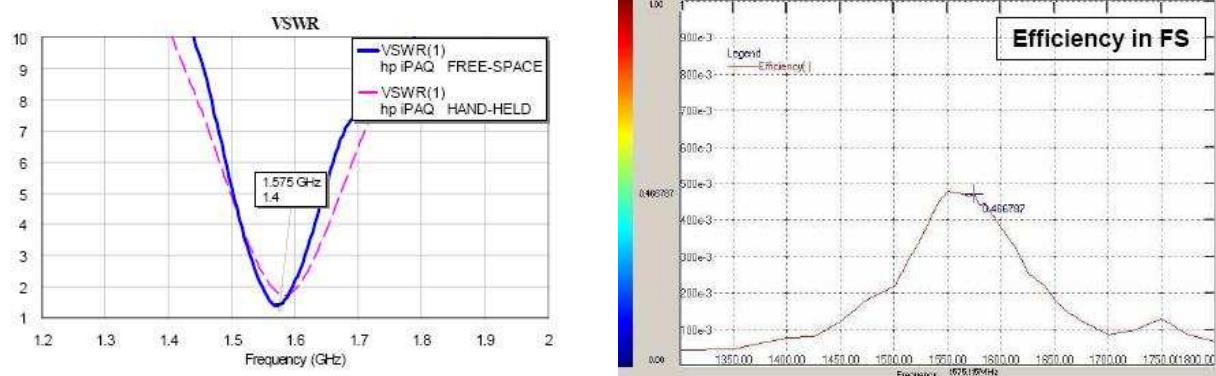 VSWR
10
9
8
7
6
5
4
3
2
1
VSWR(1)
hp iPAQ FREE-SPACE
VSWR(1)
hp iPAQ HAND-HELD
1.575 GHz
1.4
1.2 1.3 1.4 1.5 1.6 1.7 1.8 1.9 2
Frequency (GHz)
1.00
0.466787
0.00
1
900e-3
800e-3
700e-3
600e-3
500e-3
400e-3
300e-3
200e-3
100e-3
Efficiency in FS
Legend
Efficiency[]
0.466787
1350.00 1400.00 1450.00 1500.00 1550.00 1600.00 1650.00 1700.00 1750.00 1800.00
Frequency